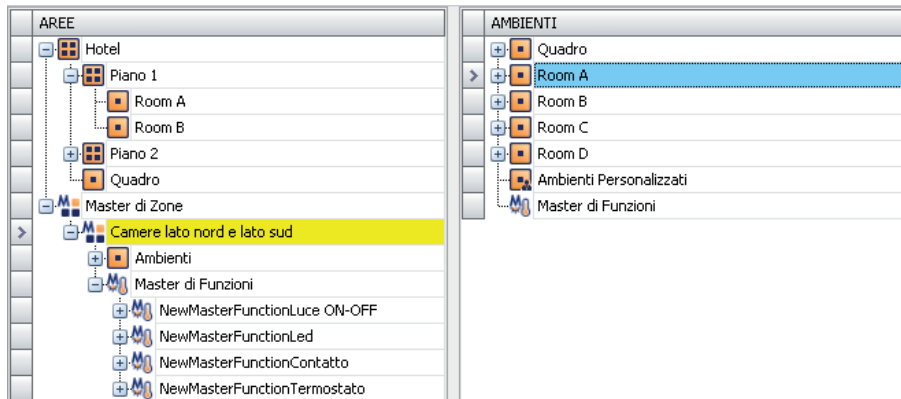 AREE
Hotel
Piano 1
Room A
Room B
Piano 2
Quadro
Master di Zone
Camere lato nord e lato sud
Ambienti
Master di Funzioni
NewMasterFunctionLuce ON-OFF
NewMasterFunctionLed
NewMasterFunctionContatto
NewMasterFunctionTermostato
AMBIENTI
Quadro
Room A
Room B
Room C
Room D
Ambienti Personalizzati
Master di Funzioni